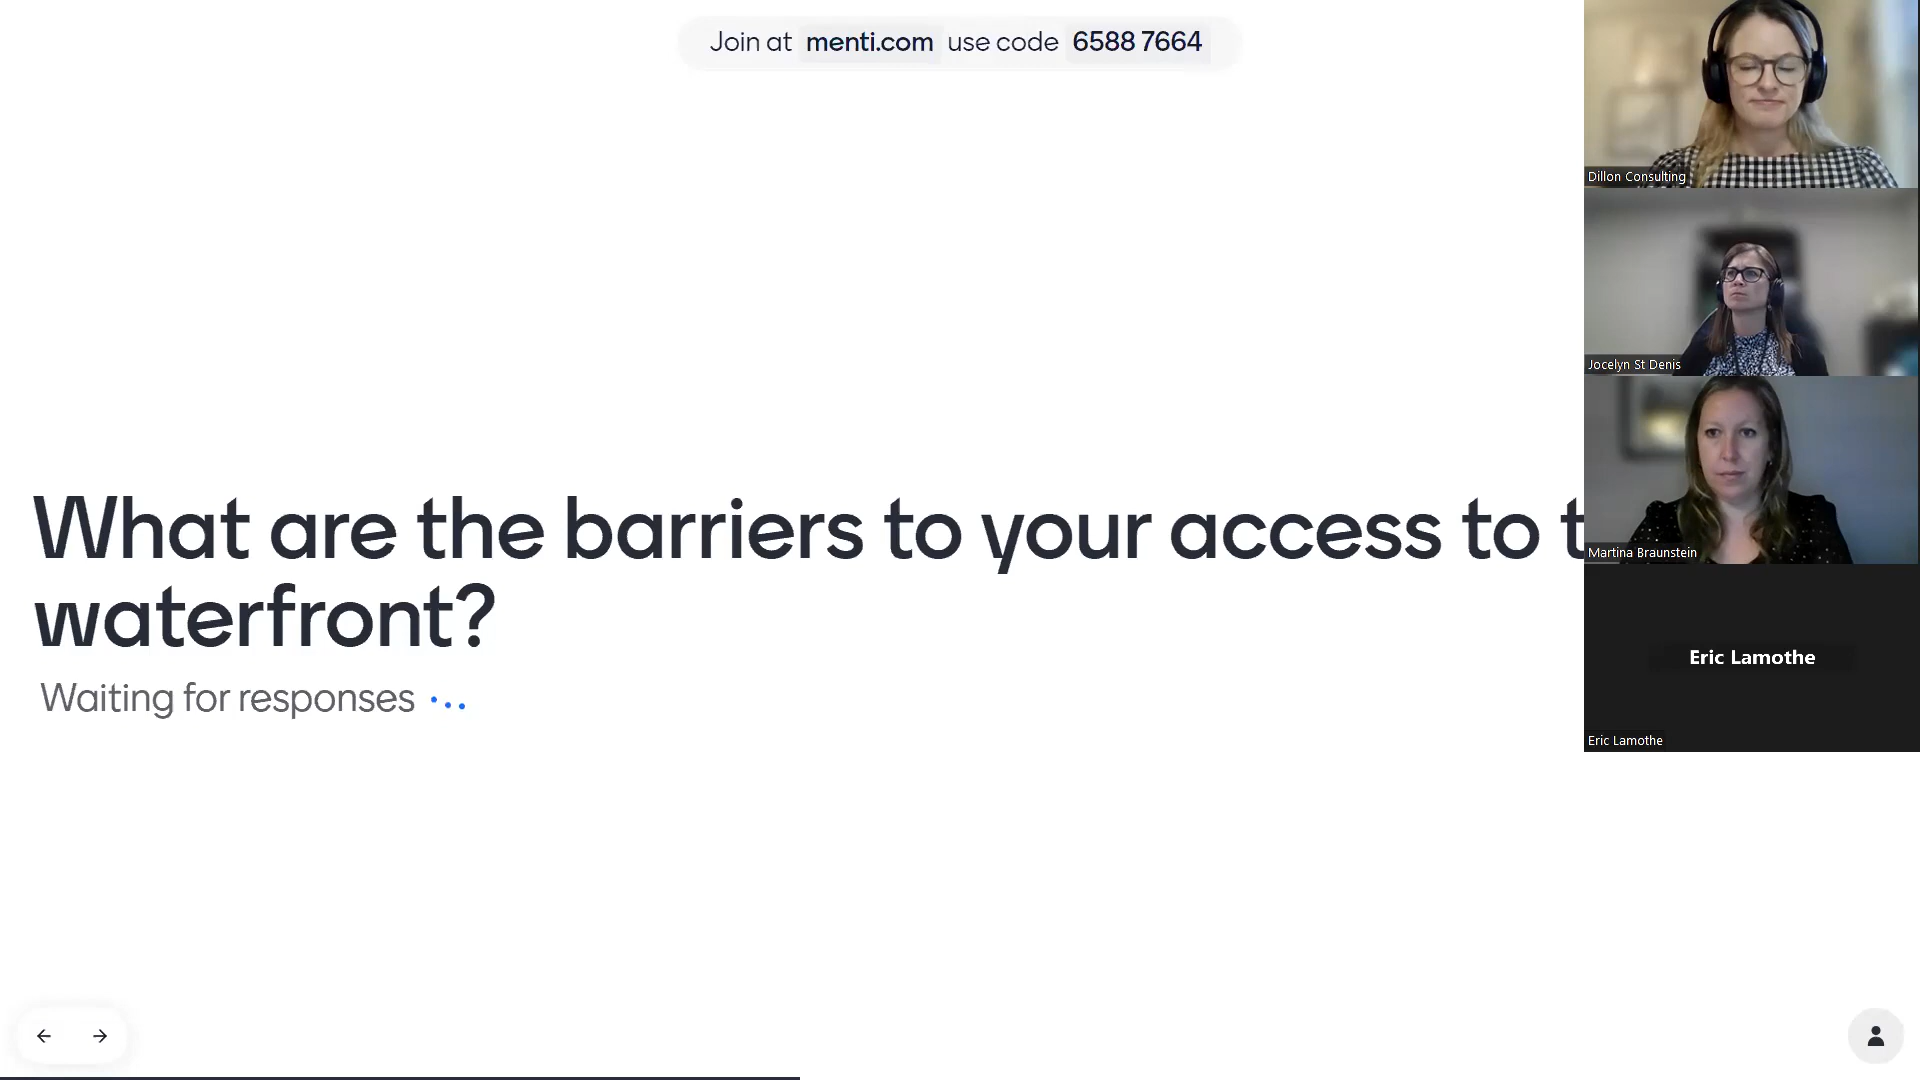 Join at menti.com use code 6588 7664
What are the barriers to your access to t
waterfront?
Waiting for responses
Dillon Consulting
Jocelyn St Denis
Martina Braunstein
Eric Lamothe
Eric Lamothe